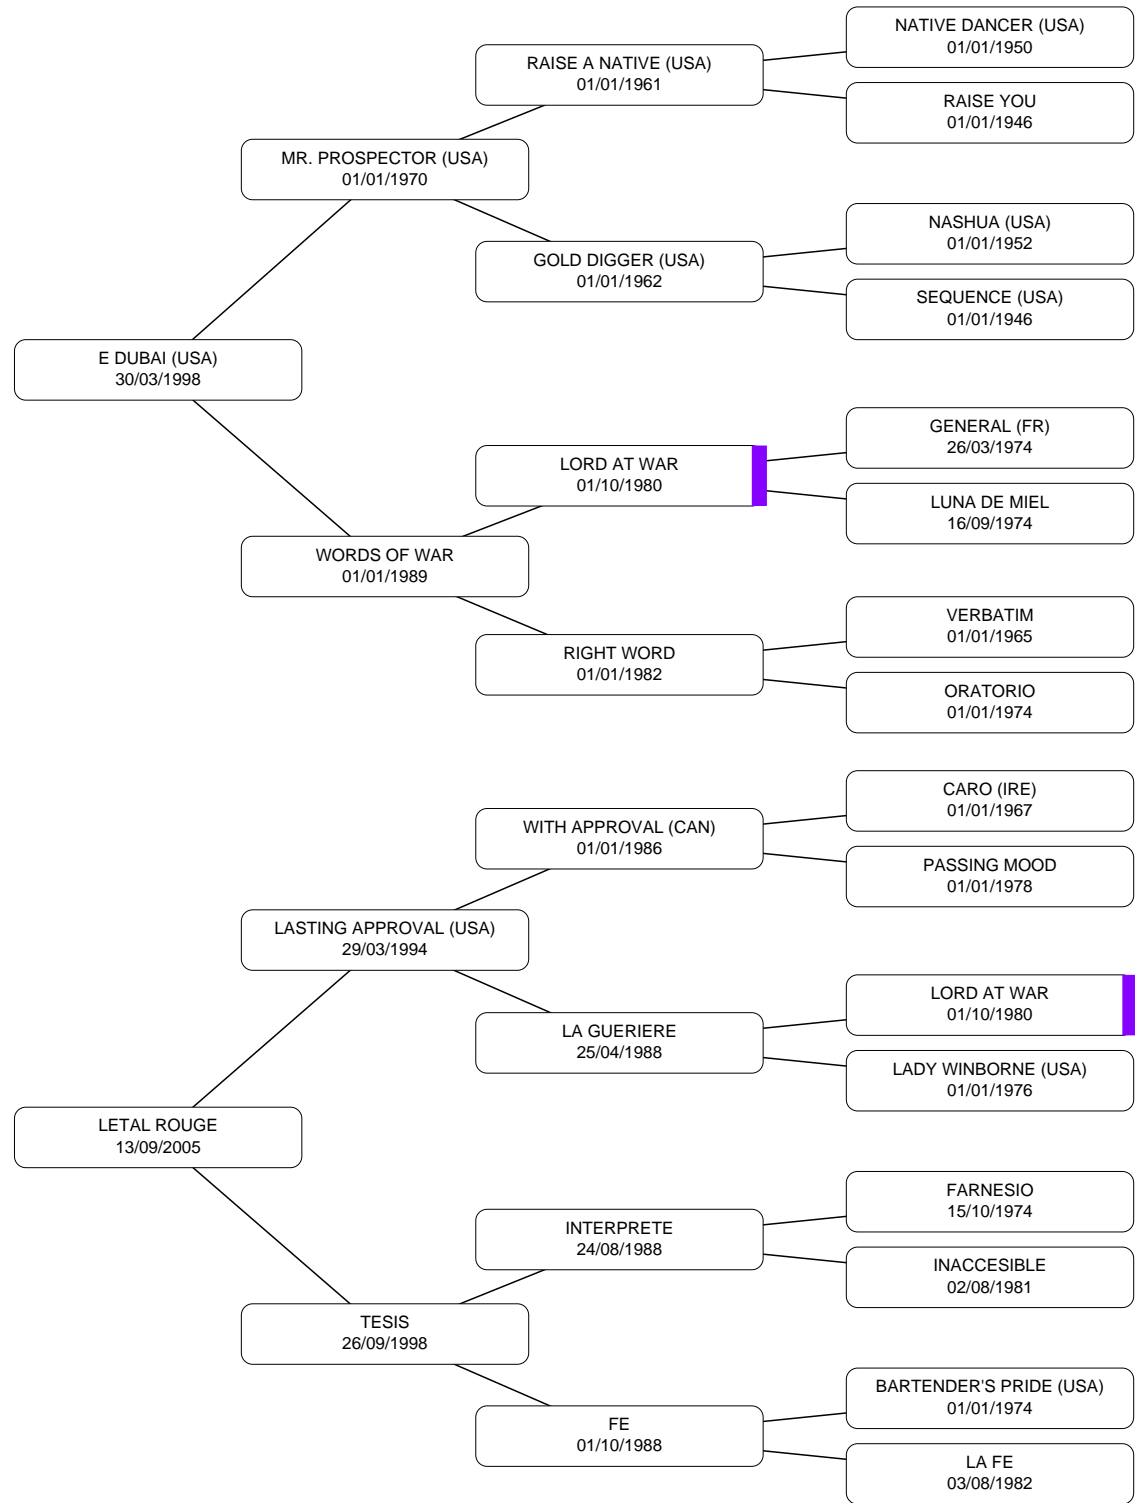 NATIVE DANCER (USA)
01/01/1950
RAISE A NATIVE (USA)
01/01/1961
RAISE YOU
01/01/1946
MR. PROSPECTOR (USA)
01/01/1970
NASHUA (USA)
01/01/1952
GOLD DIGGER (USA)
01/01/1962
SEQUENCE (USA)
01/01/1946
E DUBAI (USA)
30/03/1998
GENERAL (FR)
26/03/1974
LORD AT WAR
01/10/1980
LUNA DE MIEL
16/09/1974
WORDS OF WAR
01/01/1989
VERBATIM
01/01/1965
RIGHT WORD
01/01/1982
ORATORIO
01/01/1974
CARO (IRE)
01/01/1967
WITH APPROVAL (CAN)
01/01/1986
PASSING MOOD
01/01/1978
LASTING APPROVAL (USA)
29/03/1994
LORD AT WAR
01/10/1980
LA GUERIERE
25/04/1988
LADY WINBORNE (USA)
01/01/1976
LETAL ROUGE
13/09/2005
FARNESIO
15/10/1974
INTERPRETE
24/08/1988
INACCESIBLE
02/08/1981
TESIS
26/09/1998
BARTENDER'S PRIDE (USA)
01/01/1974
FE
01/10/1988
LA FE
03/08/1982